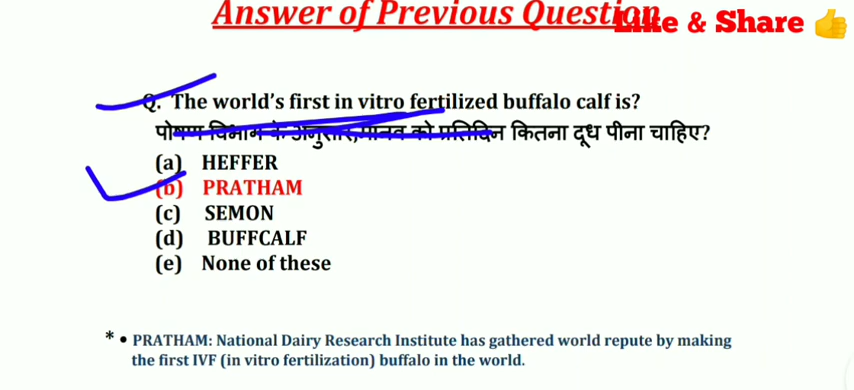 Answer of Previous Question
Like & Share 👍
Q. The world's first in vitro fertilized buffalo calf is?
पोषण विभाग के अनुसार,मानव को प्रतिदिन कितना दूध पीना चाहिए?
(a) HEFFER
(b) PRATHAM
(c) SEMON
(d) BUFFCALF
(e) None of these
* • PRATHAM: National Dairy Research Institute has gathered world repute by making
the first IVF (in vitro fertilization) buffalo in the world.